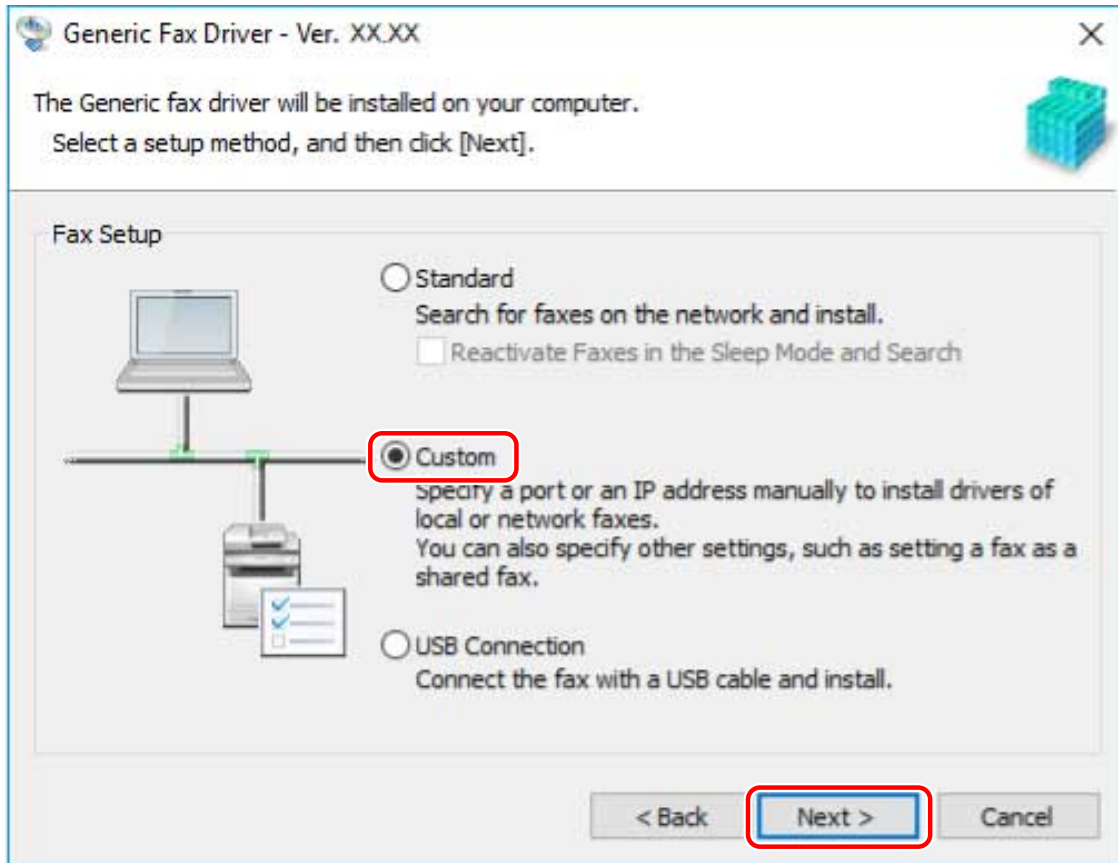 Generic Fax Driver - Ver. XX.XX
The Generic fax driver will be installed on your computer.
Select a setup method, and then click [Next].
Fax Setup
Standard
Search for faxes on the network and install.
Reactivate Faxes in the Sleep Mode and Search
Custom
Specify a port or an IP address manually to install drivers of
local or network faxes.
You can also specify other settings, such as setting a fax as a
shared fax.
USB Connection
Connect the fax with a USB cable and install.
< Back
Next >
Cancel